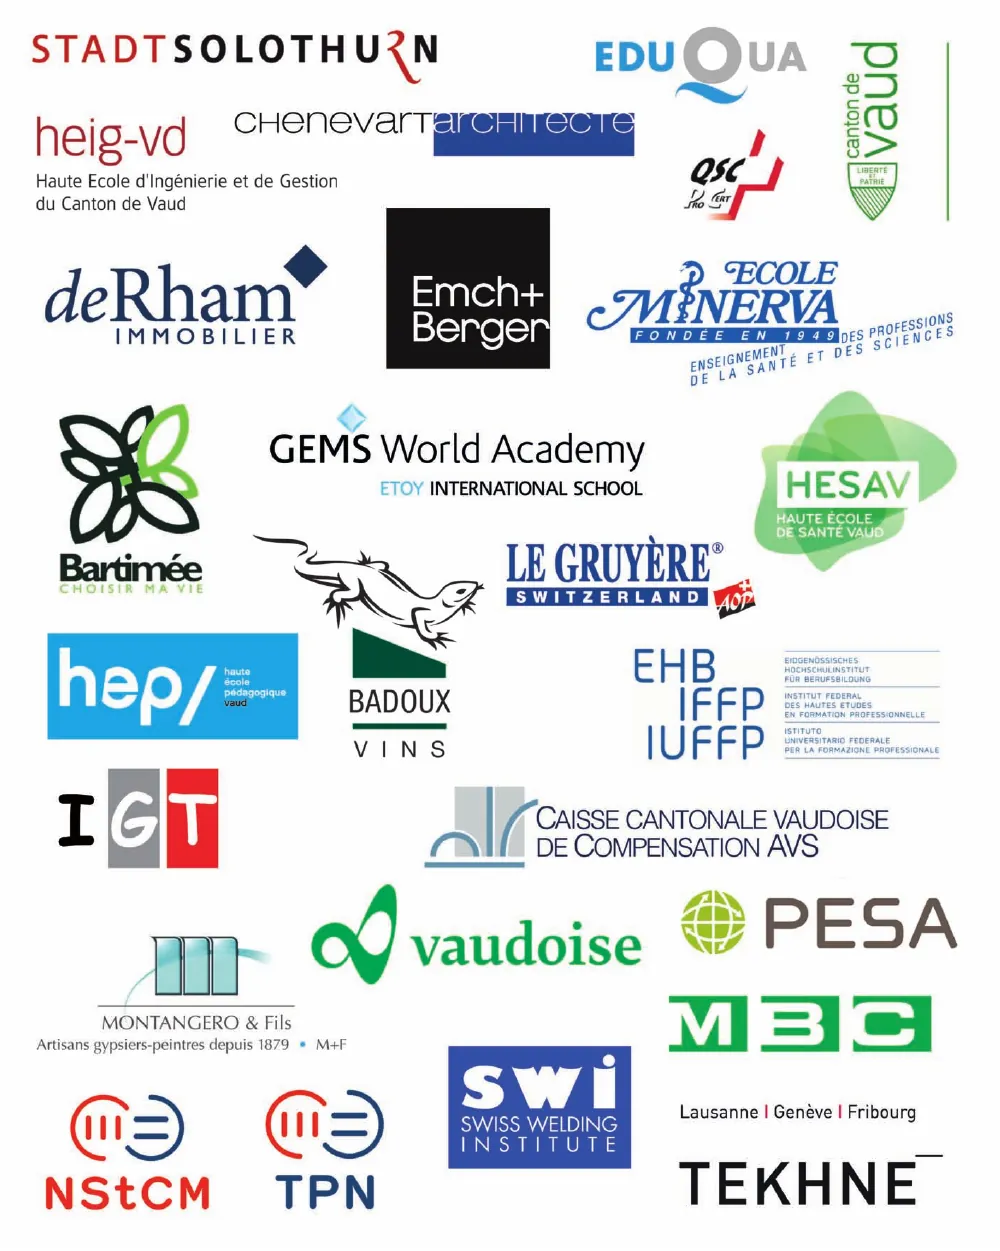 STADTSOLOTHURN
EDUQUA
canton de
vaud
LIBERTÉ
ET
PATRIE
heig-vd
Haute Ecole d'Ingénierie et de Gestion
du Canton de Vaud
CHENEVARTARCHITECTE
QSC
PRO CERT
deRham
IMMOBILIER
Emch+
Berger
ECOLE
MINERVA
FONDÉE EN 1949
ENSEIGNEMENT DES PROFESSIONS
DE LA SANTÉ ET DES SCIENCES
Bartimée
CHOISIR MA VIE
GEMS World Academy
ETOY INTERNATIONAL SCHOOL
HESAV
HAUTE ÉCOLE
DE SANTÉ VAUD
LE GRUYÈRE®
SWITZERLAND
AOP
hep/
haute
école
pédagogique
vaud
BADOUX
VINS
EHB
IFFP
IUFFP
EIDGENÖSSISCHES
HOCHSCHULINSTITUT
FÜR BERUFSBILDUNG
INSTITUT FEDERAL
DES HAUTES ETUDES
EN FORMATION PROFESSIONNELLE
ISTITUTO
UNIVERSITARIO FEDERALE
PER LA FORMAZIONE PROFESSIONALE
IGT
CAISSE CANTONALE VAUDOISE
DE COMPENSATION AVS
vaudoise
PESA
MONTANGERO & Fils
Artisans gypsiers-peintres depuis 1879 • M+F
MBC
swi
SWISS WELDING
INSTITUTE
NStCM
TPN
Lausanne | Genève | Fribourg
TEKHNE